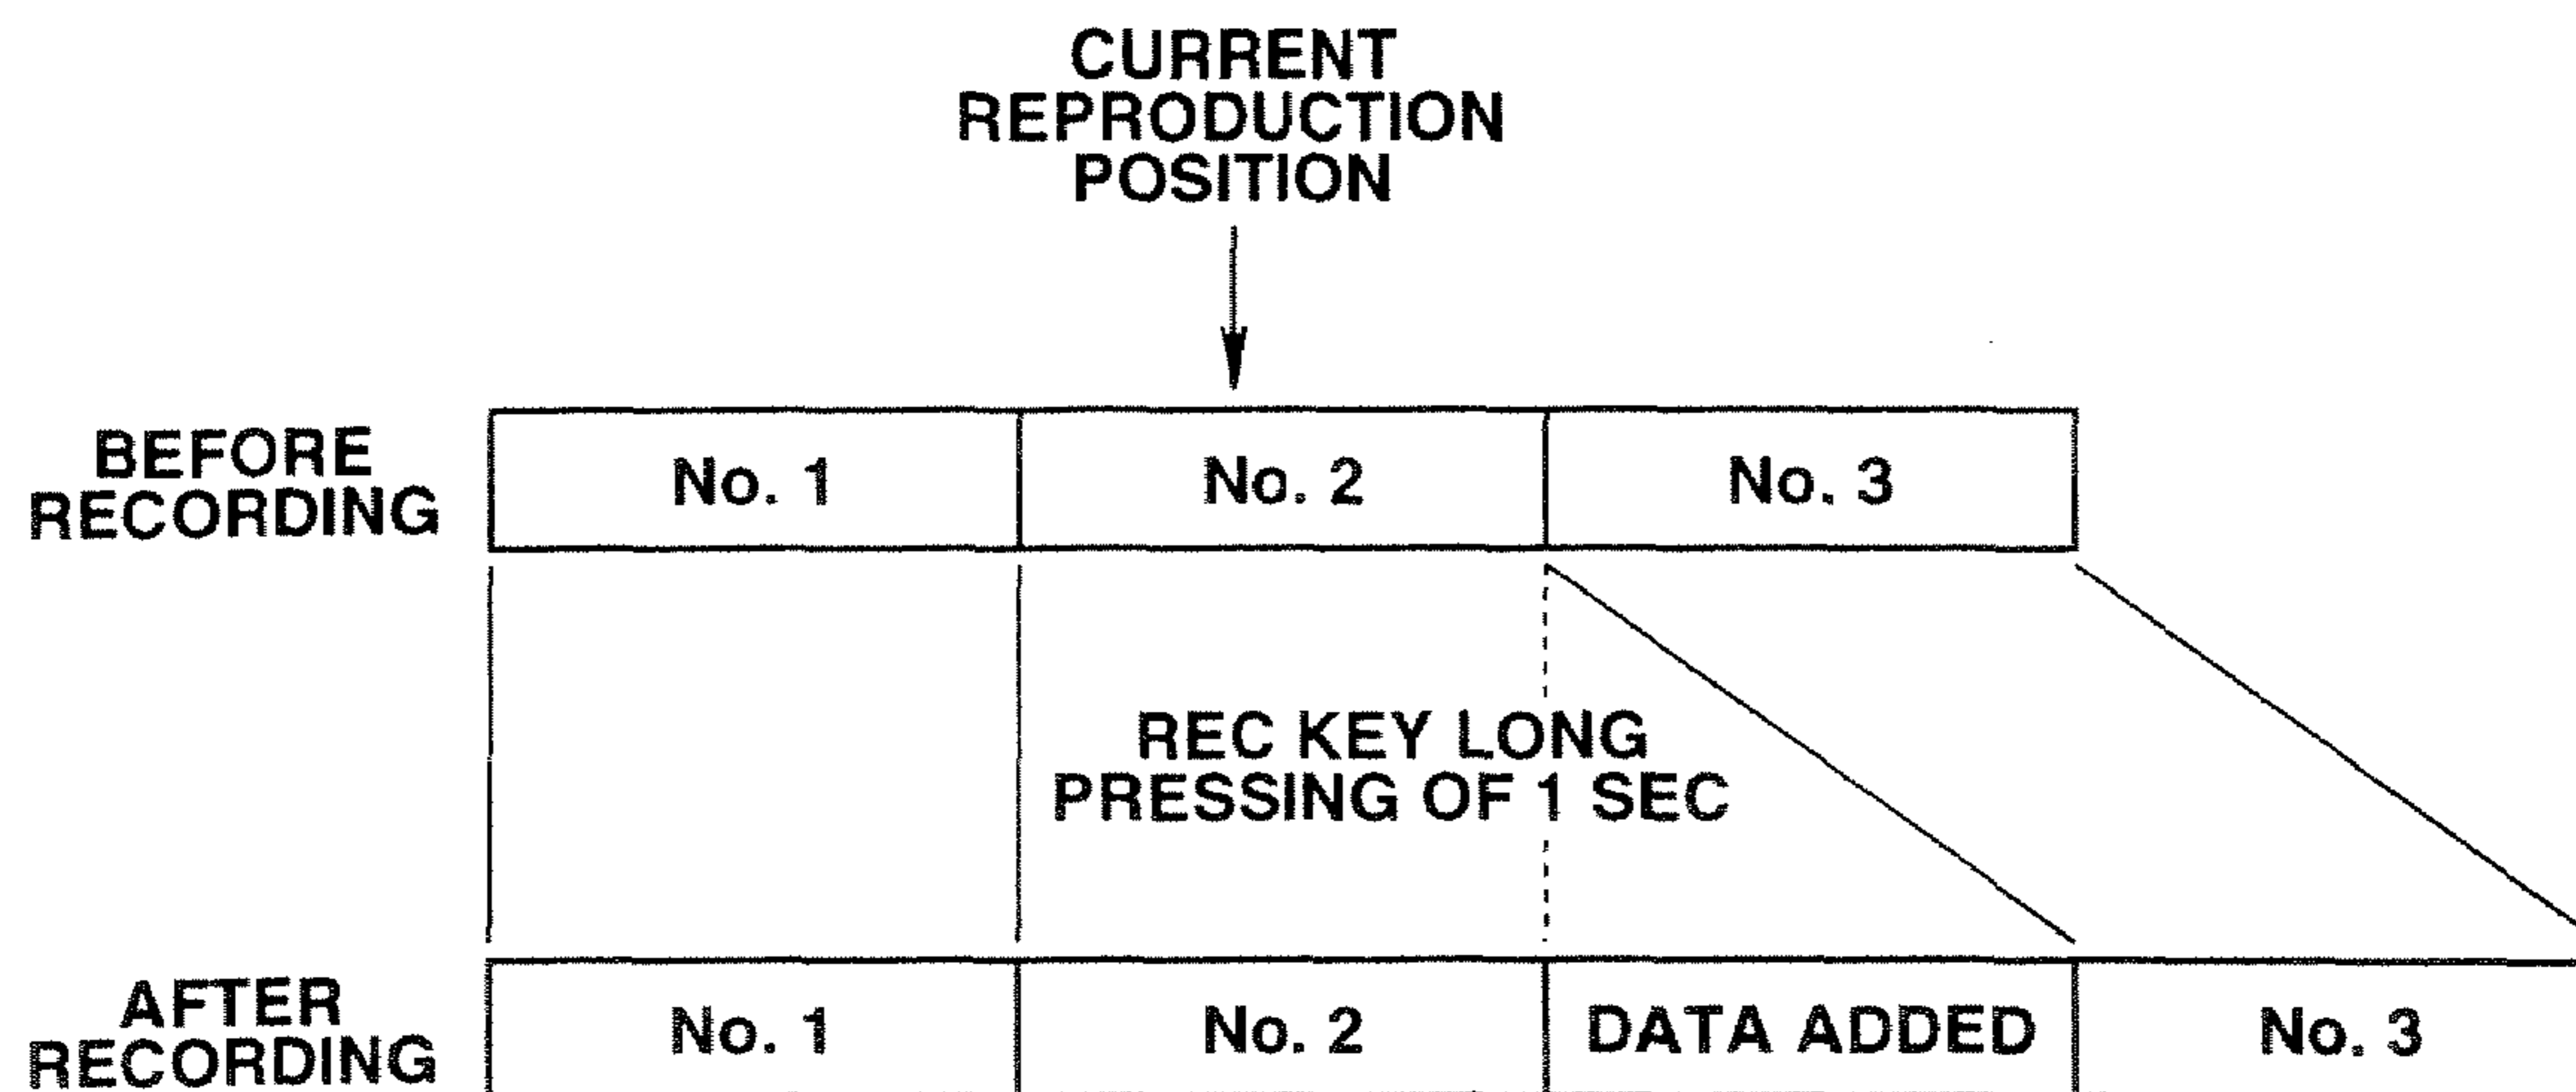 CURRENT
REPRODUCTION
POSITION
BEFORE
RECORDING
No. 1
No. 2
No. 3
REC KEY LONG
PRESSING OF 1 SEC
AFTER
RECORDING
No. 1
No. 2
DATA ADDED
No. 3